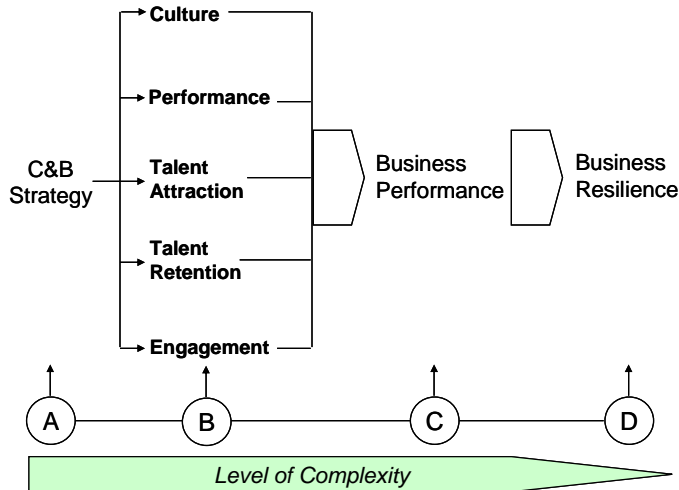 Culture
Performance
C&B
Strategy
Talent
Attraction
Business
Performance
Business
Resilience
Talent
Retention
Engagement
A
B
C
D
Level of Complexity